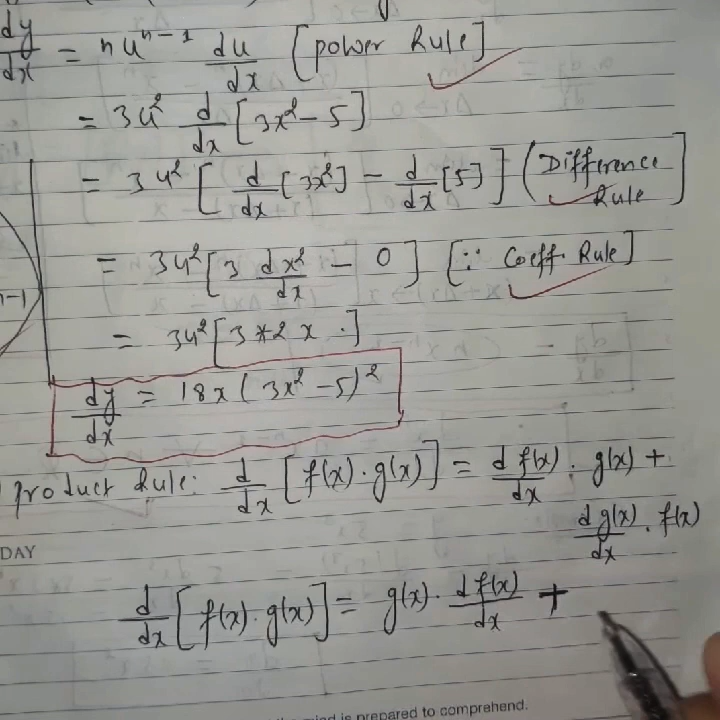 dy/dx = nu^(n-1) du/dx [power Rule]
= 3u² d/dx [3x²-5]
= 3u² [d/dx [3x²] - d/dx [5]] (Difference Rule]
= 3u² [3 dx²/dx - 0] [∵ Coeff Rule]
n-1
= 3u² [3*2x .]
dy/dx = 18x(3x²-5)²
product Rule: d/dx [f(x)·g(x)] = d f(x)/dx · g(x) +
d g(x)/dx · f(x)
DAY
d/dx [f(x)·g(x)] = g(x) · d f(x)/dx +
is prepared to comprehend.